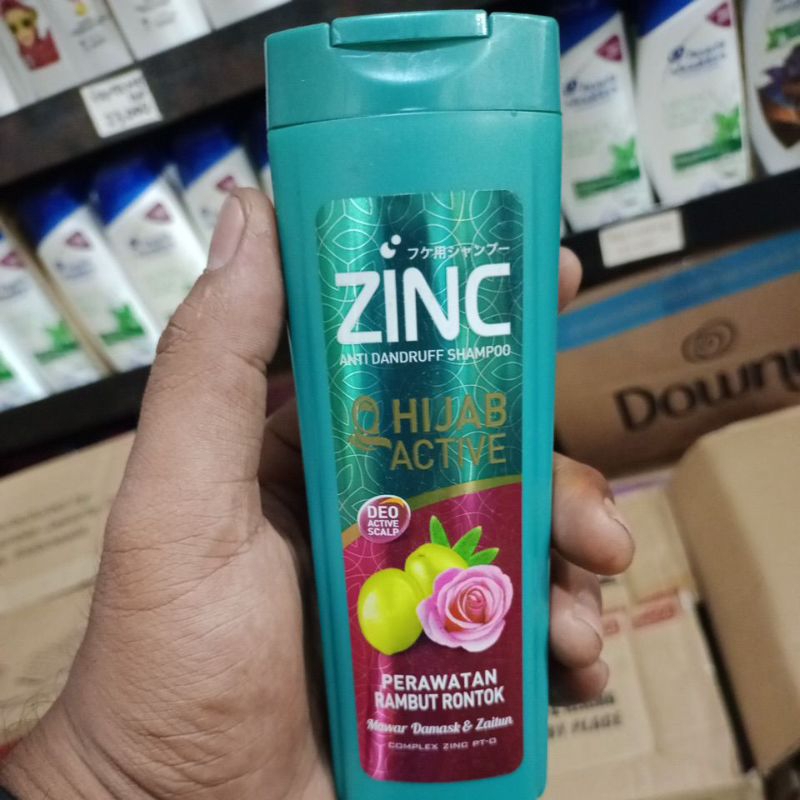 フケ用シャンプー
ZINC
ANTI DANDRUFF SHAMPOO
HIJAB
ACTIVE
DEO
ACTIVE
SCALP
PERAWATAN
RAMBUT RONTOK
Mawar Damask & Zaitun
COMPLEX ZINC PT-O
Downy